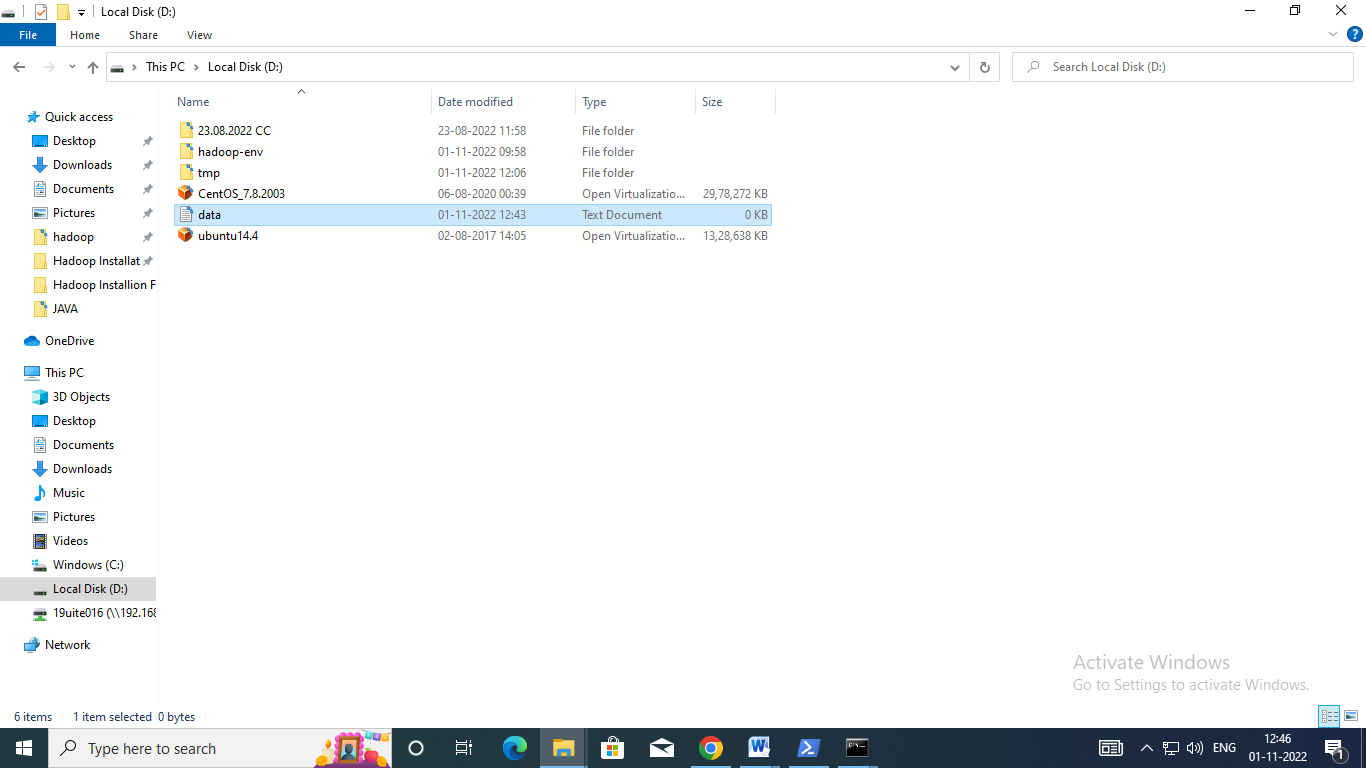 Local Disk (D:)
File Home Share View
This PC Local Disk (D:) Search Local Disk (D:)
Name Date modified Type Size
23.08.2022 CC 23-08-2022 11:58 File folder
hadoop-env 01-11-2022 09:58 File folder
tmp 01-11-2022 12:06 File folder
CentOS_7.8.2003 06-08-2020 00:39 Open Virtualizatio... 29,78,272 KB
data 01-11-2022 12:43 Text Document 0 KB
ubuntu14.4 02-08-2017 14:05 Open Virtualizatio... 13,28,638 KB
Quick access
Desktop
Downloads
Documents
Pictures
hadoop
Hadoop Installat
Hadoop Installion F
JAVA
OneDrive
This PC
3D Objects
Desktop
Documents
Downloads
Music
Pictures
Videos
Windows (C:)
Local Disk (D:)
19uite016 (\\192.168
Network
Activate Windows
Go to Settings to activate Windows.
6 items 1 item selected 0 bytes
Type here to search
ENG
12:46
01-11-2022
1